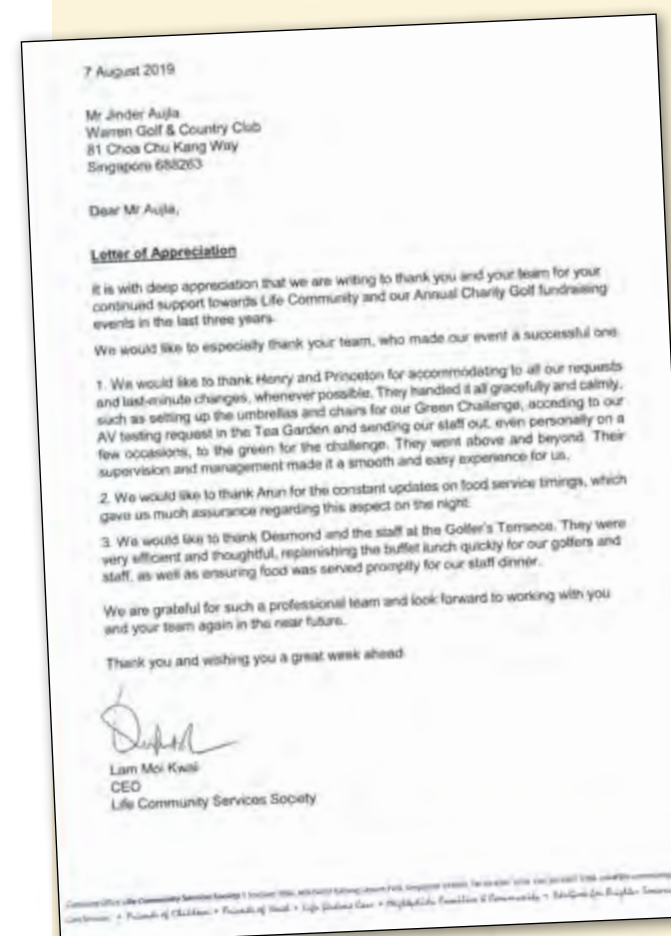 7 August 2019
Mr Jinder Aujla
Warren Golf & Country Club
81 Choa Chu Kang Way
Singapore 688263
Dear Mr Aujla,
Letter of Appreciation
It is with deep appreciation that we are writing to thank you and your team for your
continued support towards Life Community and our Annual Charity Golf fundraising
events in the last three years.
We would like to especially thank your team, who made our event a successful one.
1. We would like to thank Henry and Princeton for accommodating to all our requests
and last-minute changes, whenever possible. They handled it all gracefully and calmly,
such as setting up the umbrellas and chairs for our Green Challenge, acceding to our
AV testing request in the Tea Garden and sending our staff out, even personally on a
few occasions, to the green for the challenge. They went above and beyond. Their
supervision and management made it a smooth and easy experience for us.
2. We would like to thank Arun for the constant updates on food service timings, which
gave us much assurance regarding this aspect on the night.
3. We would like to thank Desmond and the staff at the Golfer's Terrace. They were
very efficient and thoughtful, replenishing the buffet lunch quickly for our golfers and
staff, as well as ensuring food was served promptly for our staff dinner.
We are grateful for such a professional team and look forward to working with you
and your team again in the near future.
Thank you and wishing you a great week ahead.
Lam Moi Kwai
CEO
Life Community Services Society
Life Community Services Society
• Friends of Children • Friends of